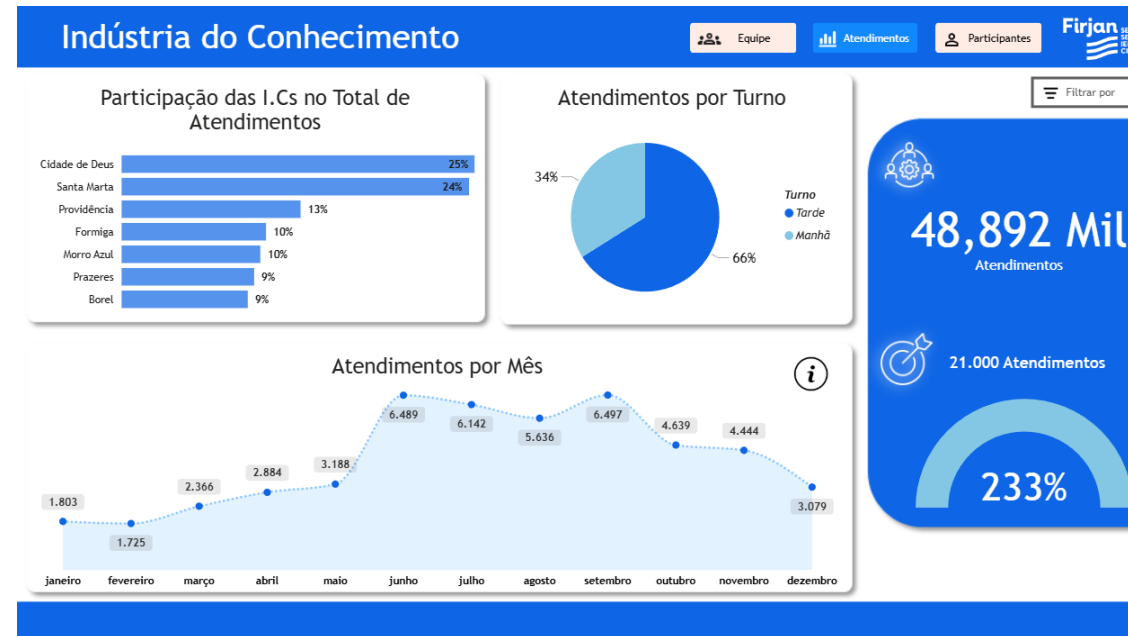 Indústria do Conhecimento
Equipe
Atendimentos
Participantes
Firjan
Filtrar por
Participação das I.Cs no Total de
Atendimentos
Cidade de Deus 25%
Santa Marta 24%
Providência 13%
Formiga 10%
Morro Azul 10%
Prazeres 9%
Borel 9%
Atendimentos por Turno
34%
66%
Turno
Tarde
Manhã
48,892 Mil
Atendimentos
21.000 Atendimentos
233%
Atendimentos por Mês
i
1.803
1.725
2.366
2.884
3.188
6.489
6.142
5.636
6.497
4.639
4.444
3.079
janeiro fevereiro março abril maio junho julho agosto setembro outubro novembro dezembro